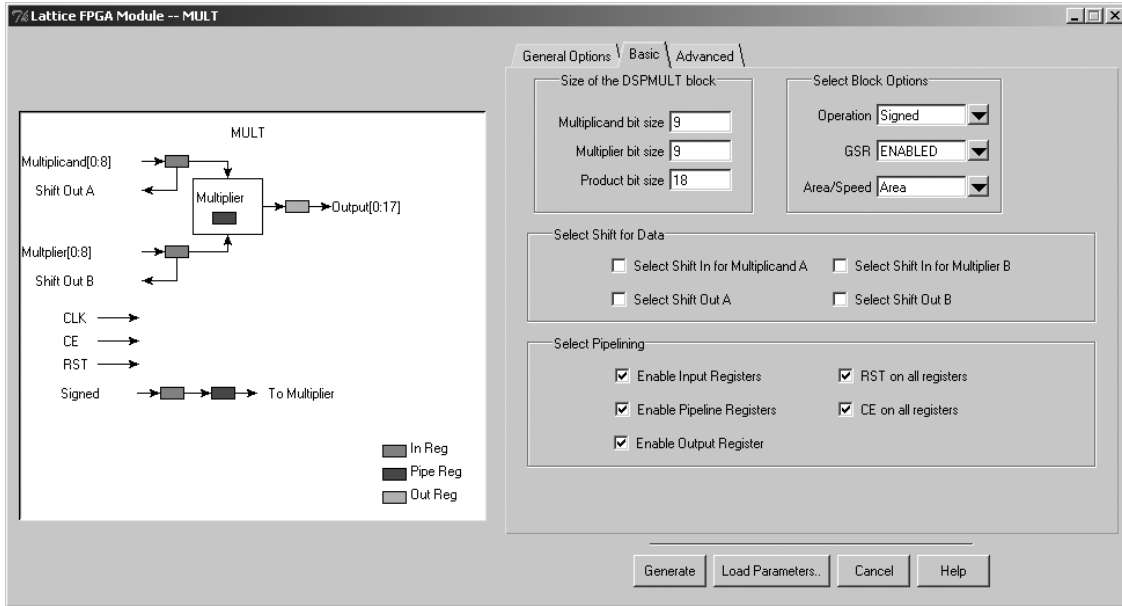 Lattice FPGA Module -- MULT
MULT
Multiplicand[0:8]
Shift Out A
Multiplier
Output[0:17]
Multplier[0:8]
Shift Out B
CLK
CE
RST
Signed
To Multiplier
In Reg
Pipe Reg
Out Reg
General Options Basic Advanced
Size of the DSPMULT block
Multiplicand bit size 9
Multiplier bit size 9
Product bit size 18
Select Block Options
Operation Signed
GSR ENABLED
Area/Speed Area
Select Shift for Data
Select Shift In for Multiplicand A Select Shift In for Multiplier B
Select Shift Out A Select Shift Out B
Select Pipelining
Enable Input Registers RST on all registers
Enable Pipeline Registers CE on all registers
Enable Output Register
Generate Load Parameters.. Cancel Help